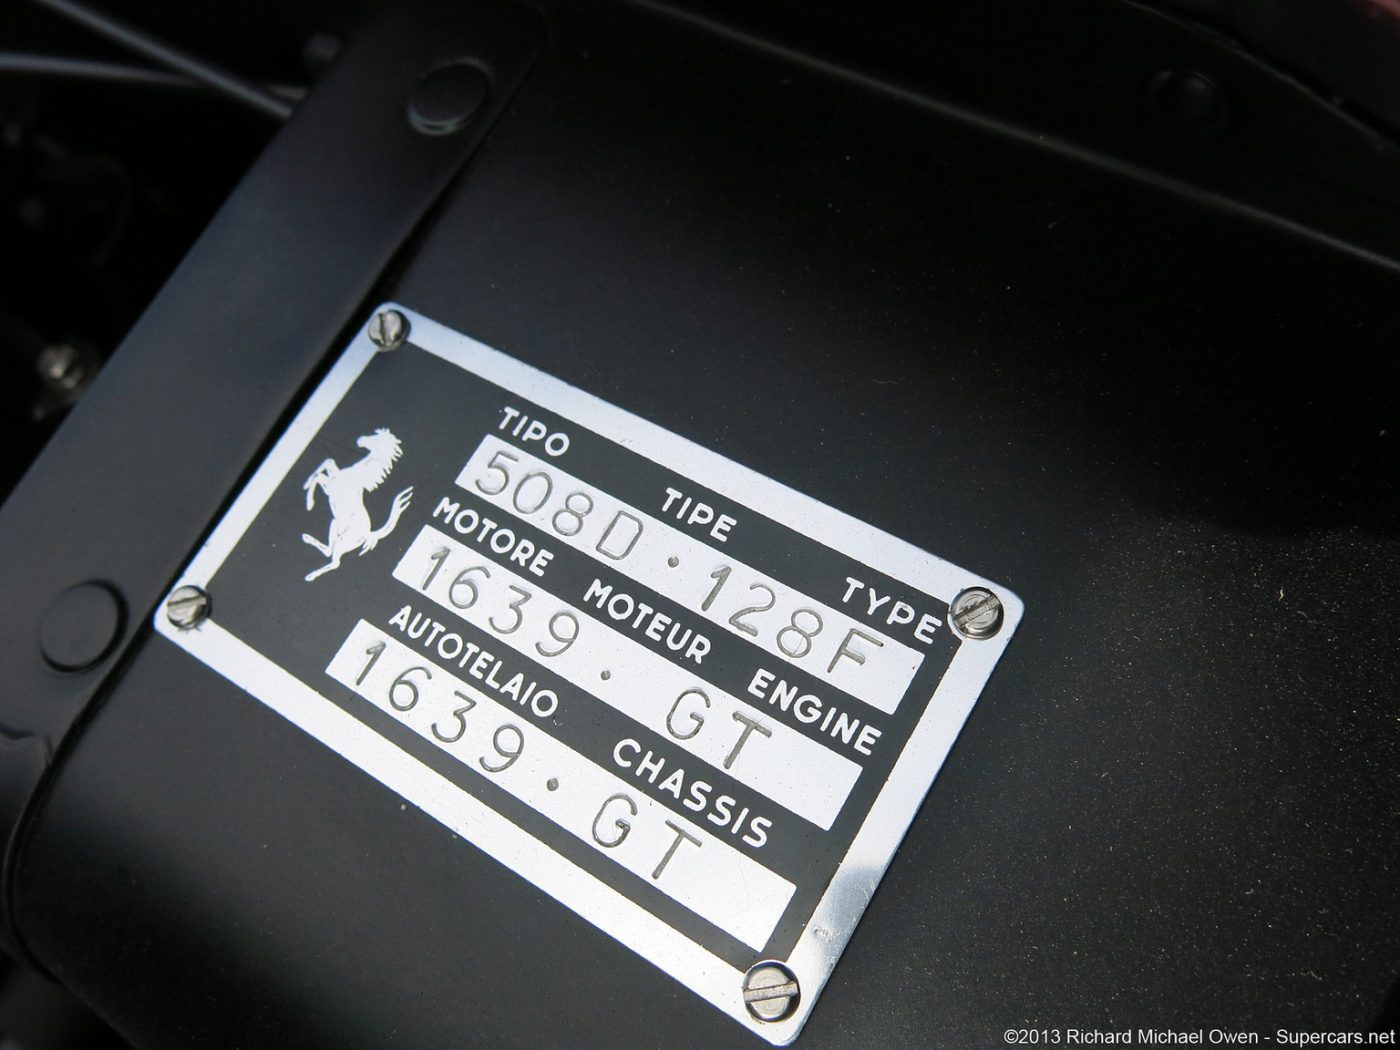 TIPO TIPE TYPE
508D · 128F
MOTORE MOTEUR ENGINE
1639 · GT
AUTOTELAIO CHASSIS
1639 · GT
©2013 Richard Michael Owen - Supercars.net